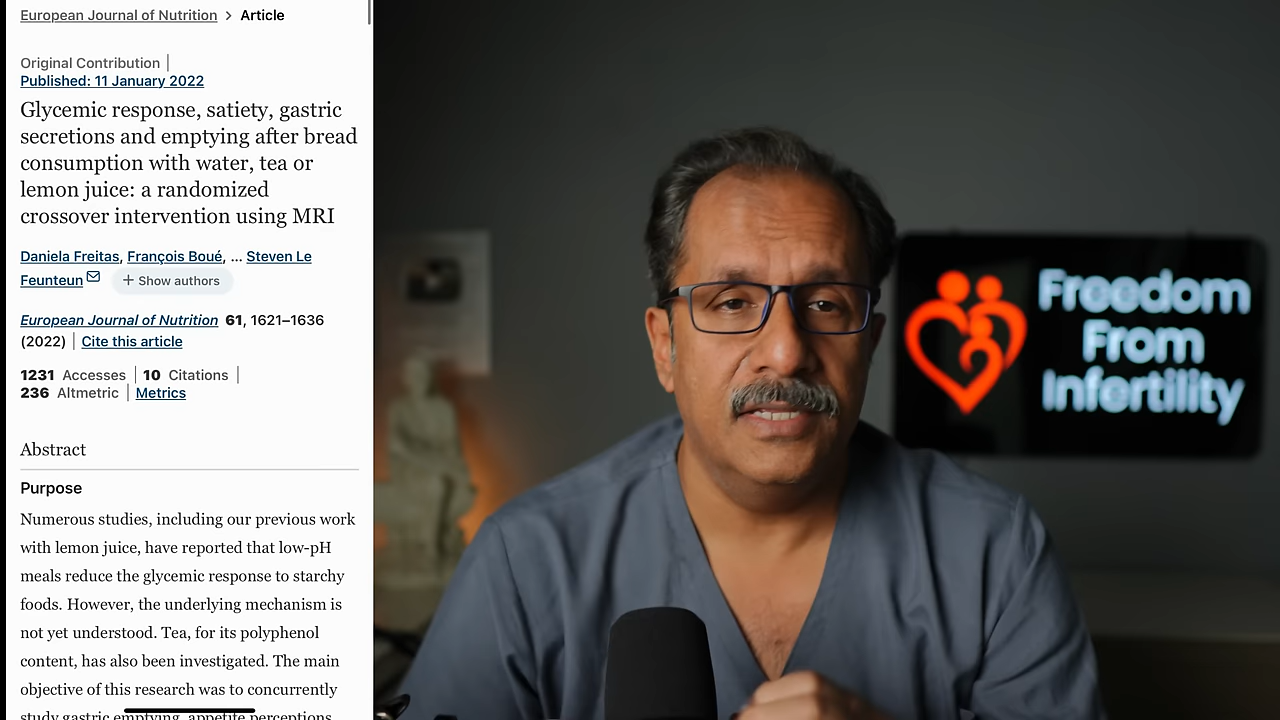 European Journal of Nutrition > Article
Original Contribution |
Published: 11 January 2022
Glycemic response, satiety, gastric
secretions and emptying after bread
consumption with water, tea or
lemon juice: a randomized
crossover intervention using MRI
Daniela Freitas, François Boué, ... Steven Le
Feunteun + Show authors
European Journal of Nutrition 61, 1621–1636
(2022) | Cite this article
1231 Accesses | 10 Citations |
236 Altmetric | Metrics
Abstract
Purpose
Numerous studies, including our previous work
with lemon juice, have reported that low-pH
meals reduce the glycemic response to starchy
foods. However, the underlying mechanism is
not yet understood. Tea, for its polyphenol
content, has also been investigated. The main
objective of this research was to concurrently
study gastric emptying, appetite perceptions
Freedom
From
Infertility